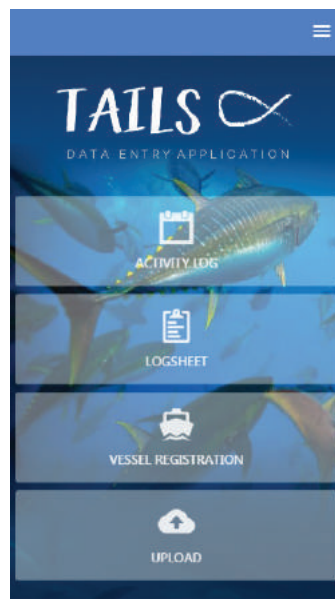 TAILS
DATA ENTRY APPLICATION
ACTIVITY LOG
LOGSHEET
VESSEL REGISTRATION
UPLOAD